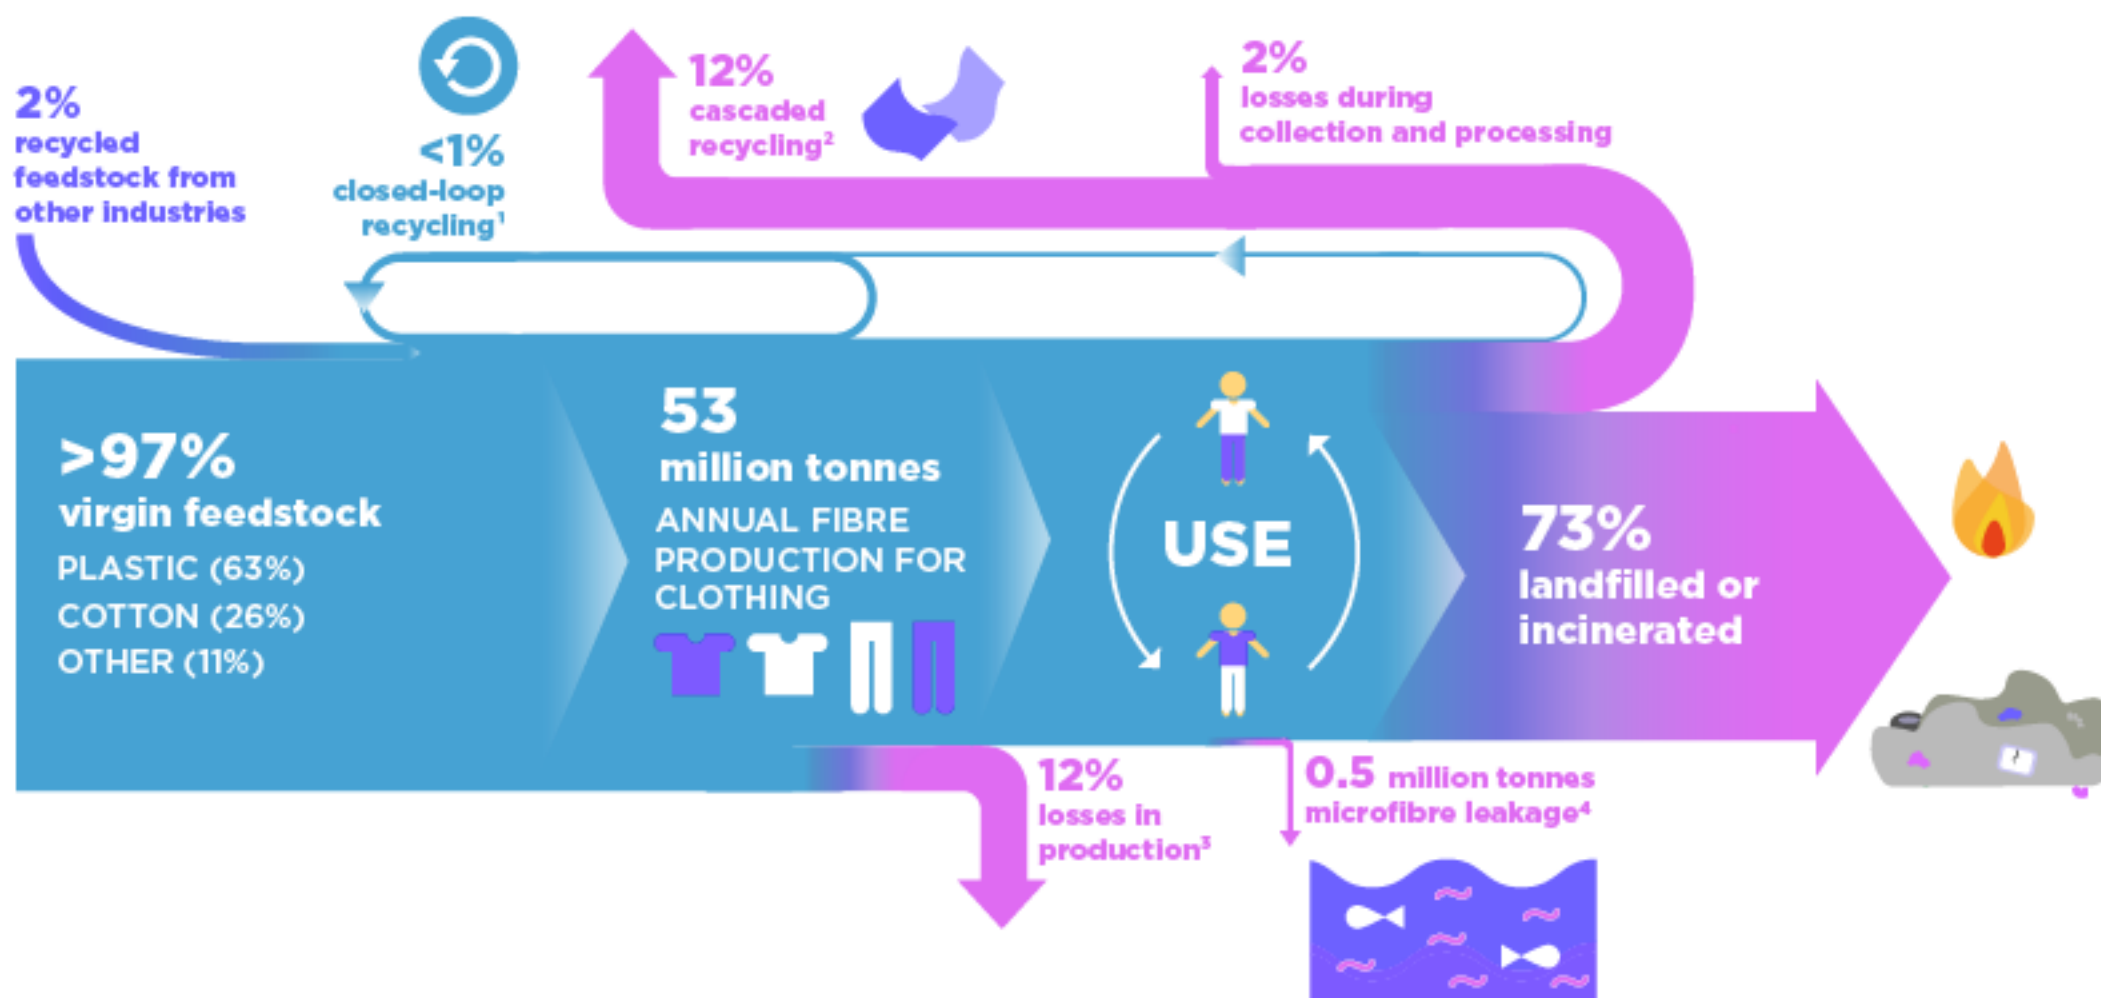 2%
recycled
feedstock from
other industries
<1%
closed-loop
recycling¹
12%
cascaded
recycling²
2%
losses during
collection and processing
>97%
virgin feedstock
PLASTIC (63%)
COTTON (26%)
OTHER (11%)
53
million tonnes
ANNUAL FIBRE
PRODUCTION FOR
CLOTHING
USE
73%
landfilled or
incinerated
12%
losses in
production³
0.5 million tonnes
microfibre leakage⁴